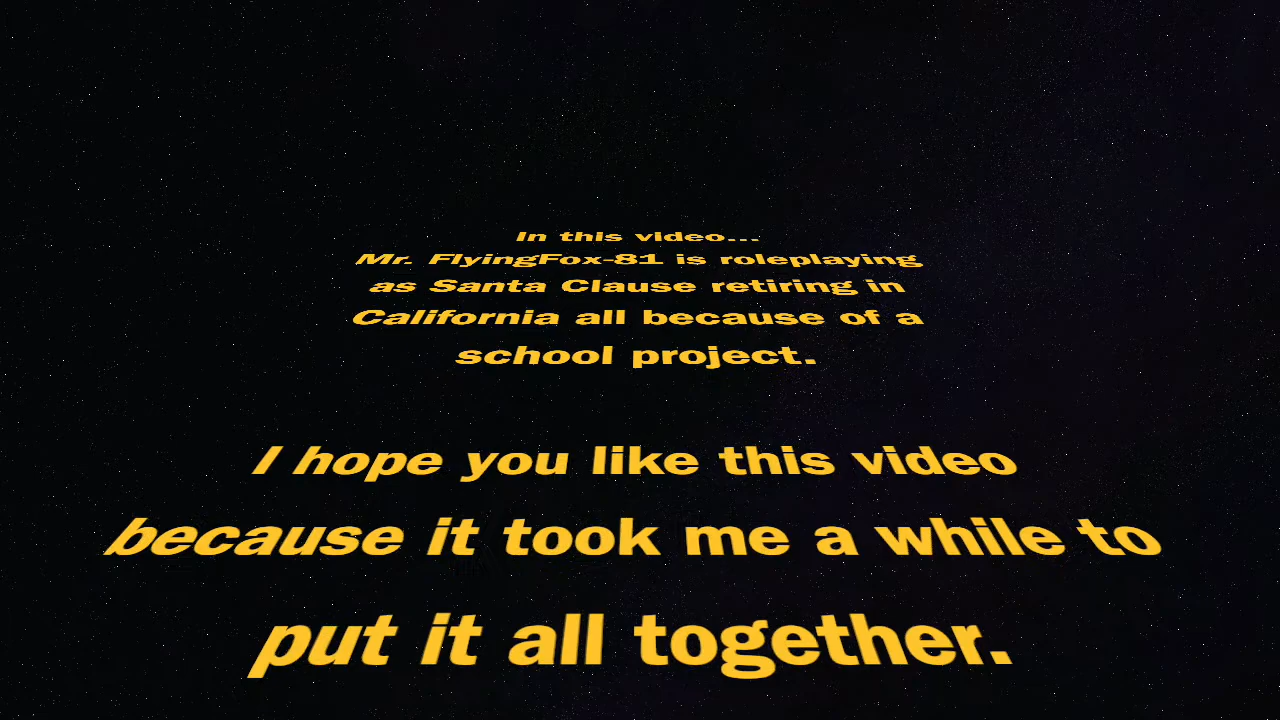 In this video...
Mr. FlyingFox-81 is roleplaying
as Santa Clause retiring in
California all because of a
school project.
I hope you like this video
because it took me a while to
put it all together.